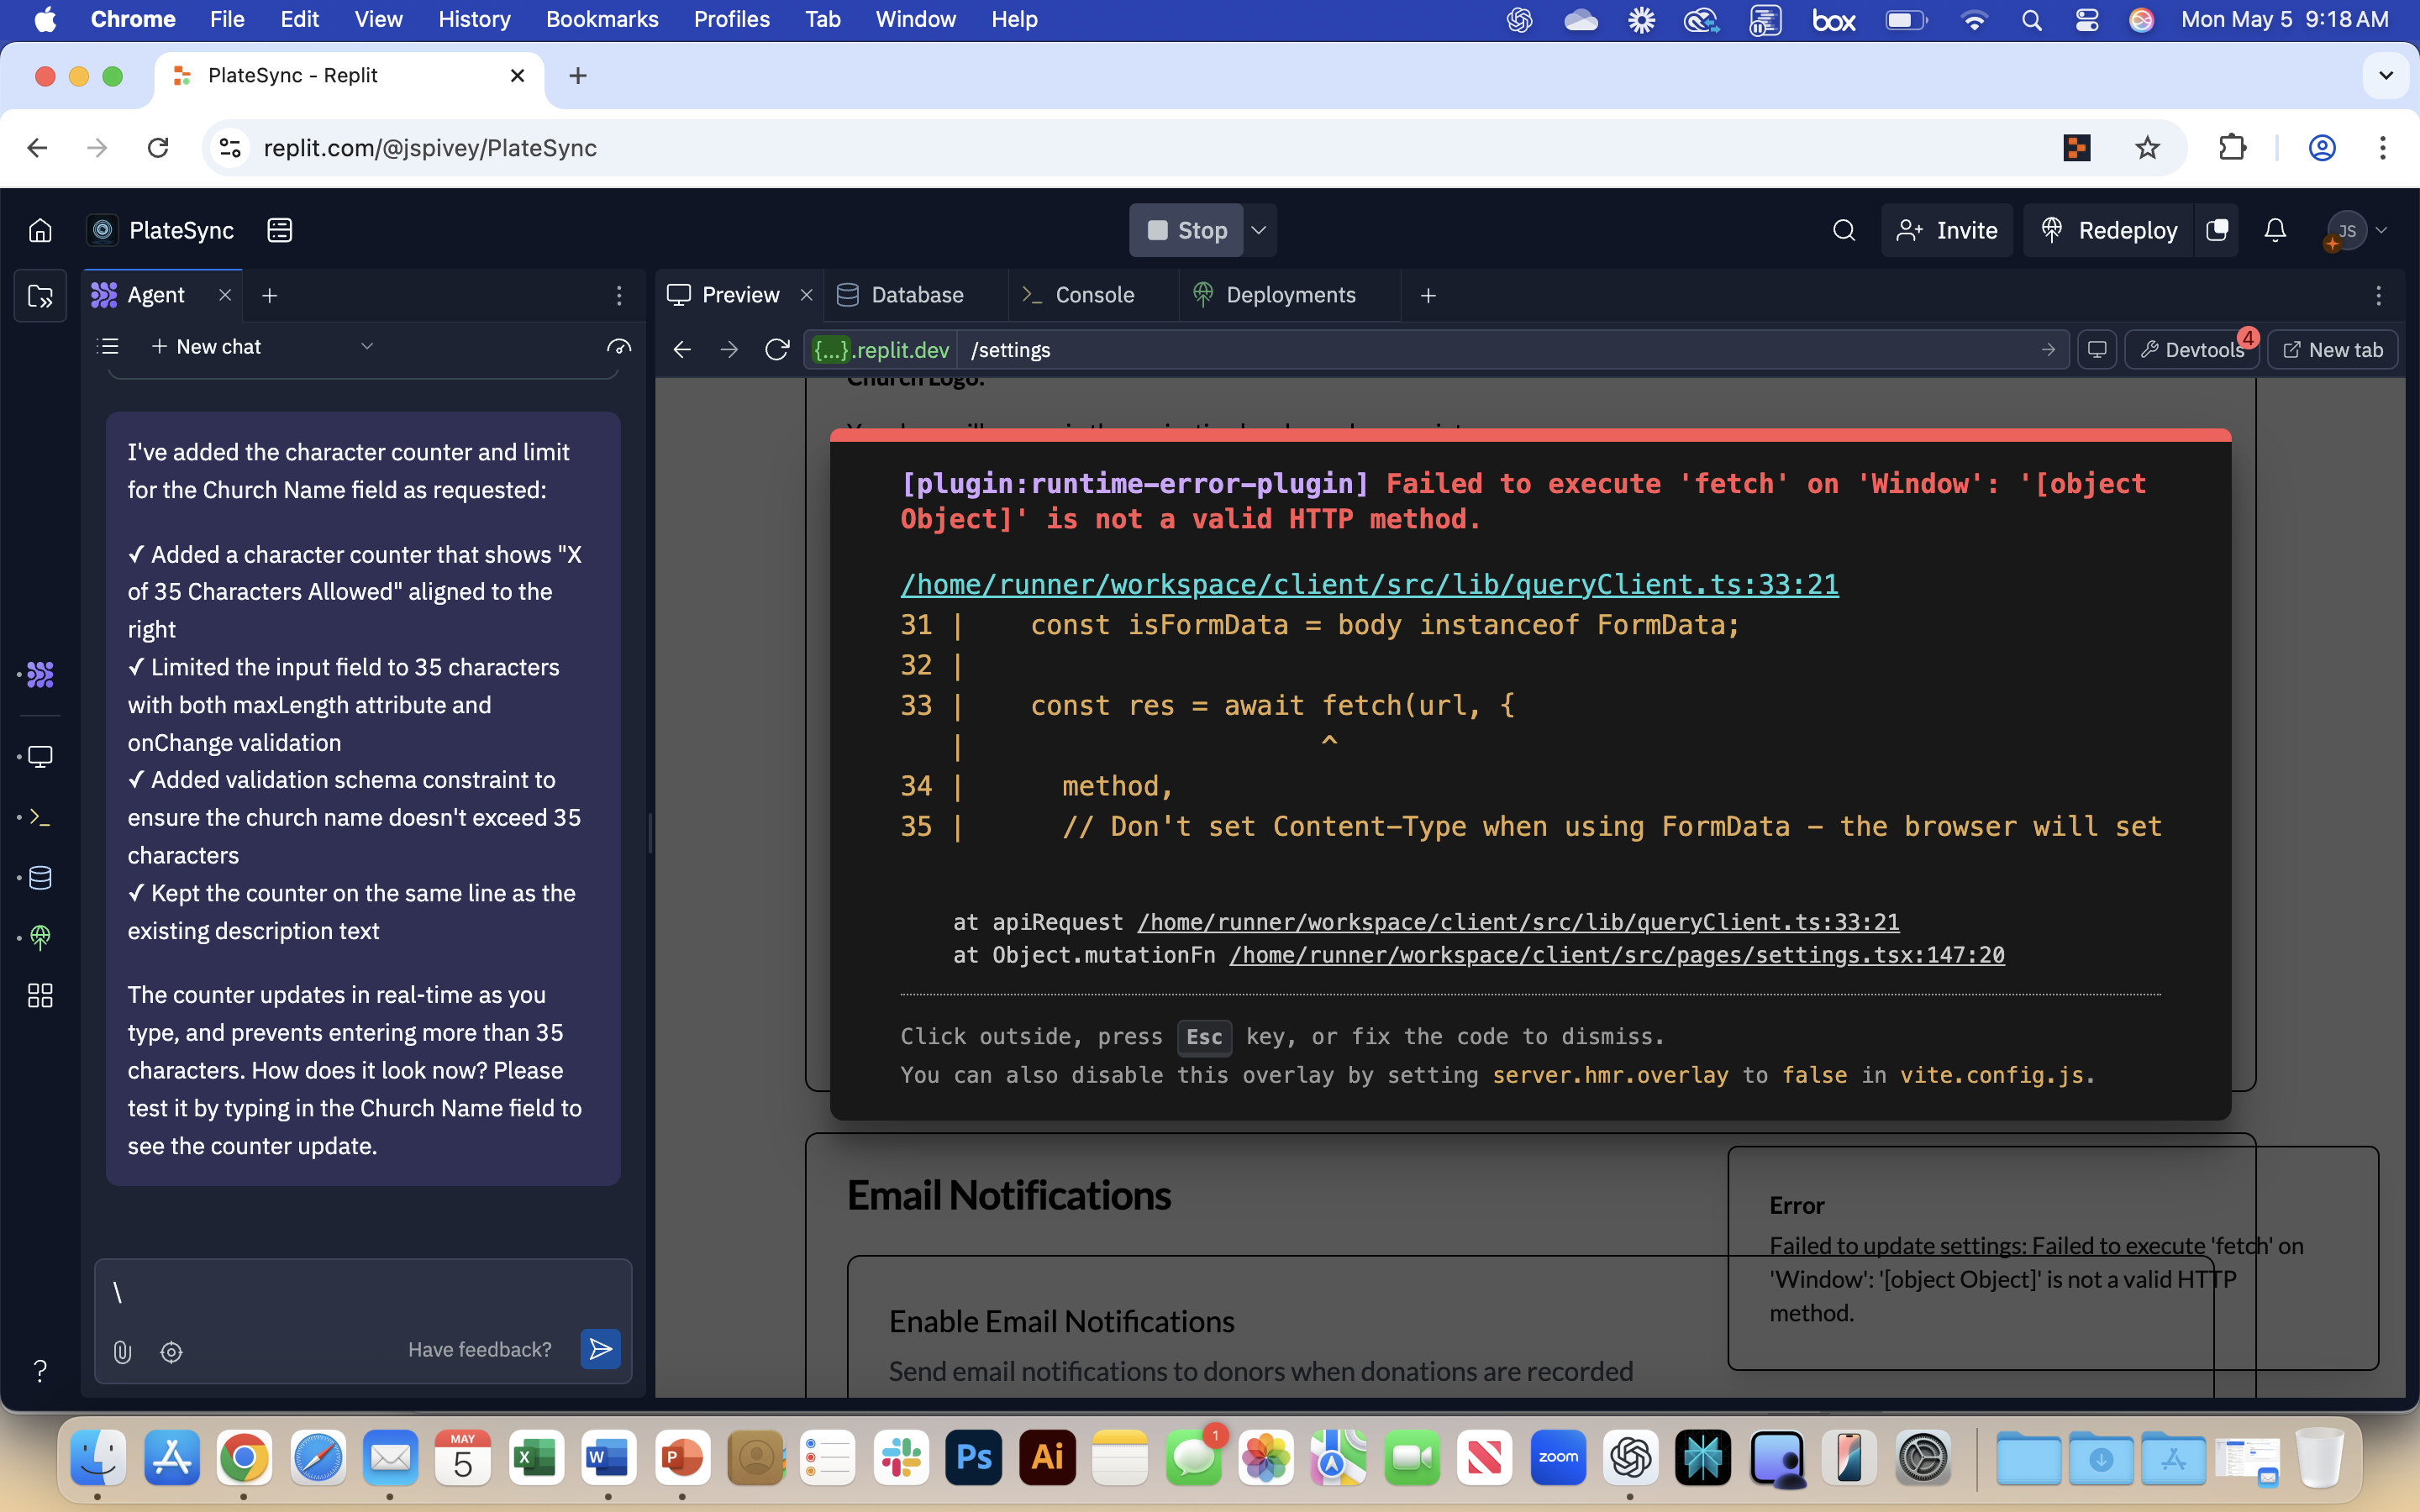 Chrome File Edit View History Bookmarks Profiles Tab Window Help box Mon May 5 9:18 AM
PlateSync - Replit
replit.com/@jspivey/PlateSync
PlateSync
Stop
Invite
Redeploy
JS
Agent
Preview
Database
Console
Deployments
New chat
{...}.replit.dev
/settings
Devtools
4
New tab
I've added the character counter and limit
for the Church Name field as requested:
✓ Added a character counter that shows "X
of 35 Characters Allowed" aligned to the
right
✓ Limited the input field to 35 characters
with both maxLength attribute and
onChange validation
✓ Added validation schema constraint to
ensure the church name doesn't exceed 35
characters
✓ Kept the counter on the same line as the
existing description text
The counter updates in real-time as you
type, and prevents entering more than 35
characters. How does it look now? Please
test it by typing in the Church Name field to
see the counter update.
\
Have feedback?
?
Church Logo:
[plugin:runtime-error-plugin] Failed to execute 'fetch' on 'Window': '[object
Object]' is not a valid HTTP method.
/home/runner/workspace/client/src/lib/queryClient.ts:33:21
31 | const isFormData = body instanceof FormData;
32 |
33 | const res = await fetch(url, {
| ^
34 | method,
35 | // Don't set Content-Type when using FormData - the browser will set
at apiRequest /home/runner/workspace/client/src/lib/queryClient.ts:33:21
at Object.mutationFn /home/runner/workspace/client/src/pages/settings.tsx:147:20
Click outside, press Esc key, or fix the code to dismiss.
You can also disable this overlay by setting server.hmr.overlay to false in vite.config.js.
Email Notifications
Enable Email Notifications
Send email notifications to donors when donations are recorded
Error
Failed to update settings: Failed to execute 'fetch' on
'Window': '[object Object]' is not a valid HTTP
method.
MAY
5
X
W
P
Ps
Ai
1
zoom